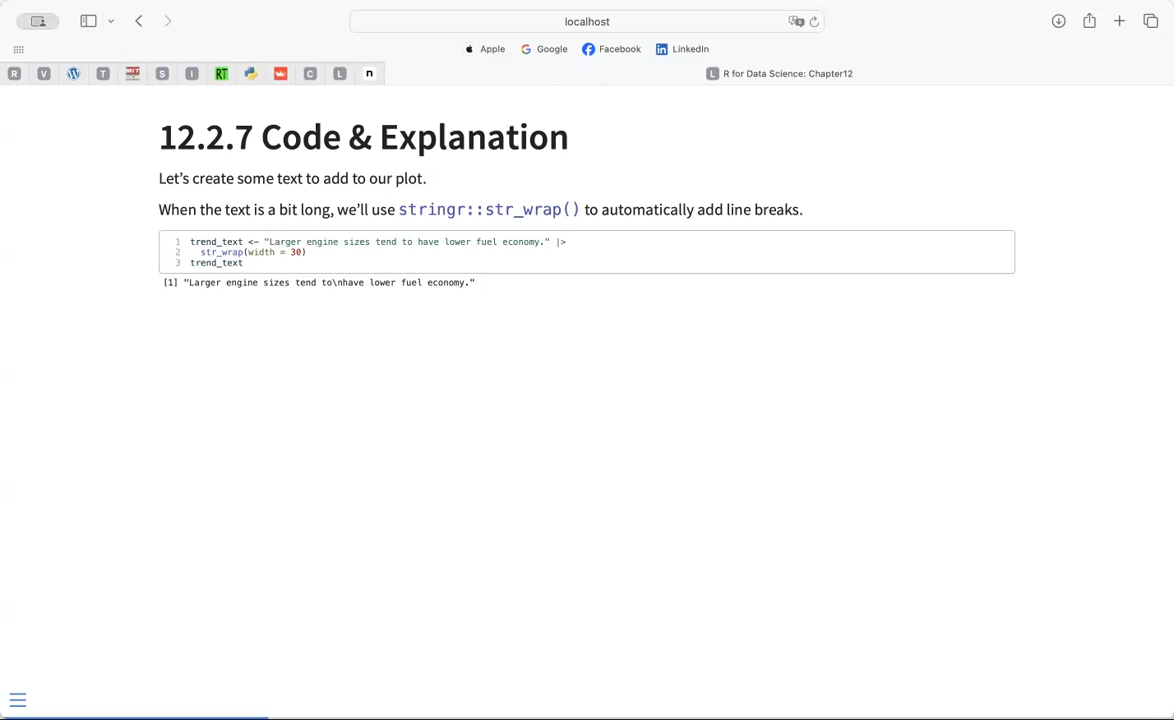 localhost
Apple
Google
Facebook
LinkedIn
R
V
T
S
I
RT
C
L
n
L R for Data Science: Chapter12
12.2.7 Code & Explanation
Let's create some text to add to our plot.
When the text is a bit long, we'll use stringr::str_wrap() to automatically add line breaks.
1 trend_text <- "Larger engine sizes tend to have lower fuel economy." |>
2 str_wrap(width = 30)
3 trend_text
[1] "Larger engine sizes tend to\nhave lower fuel economy."